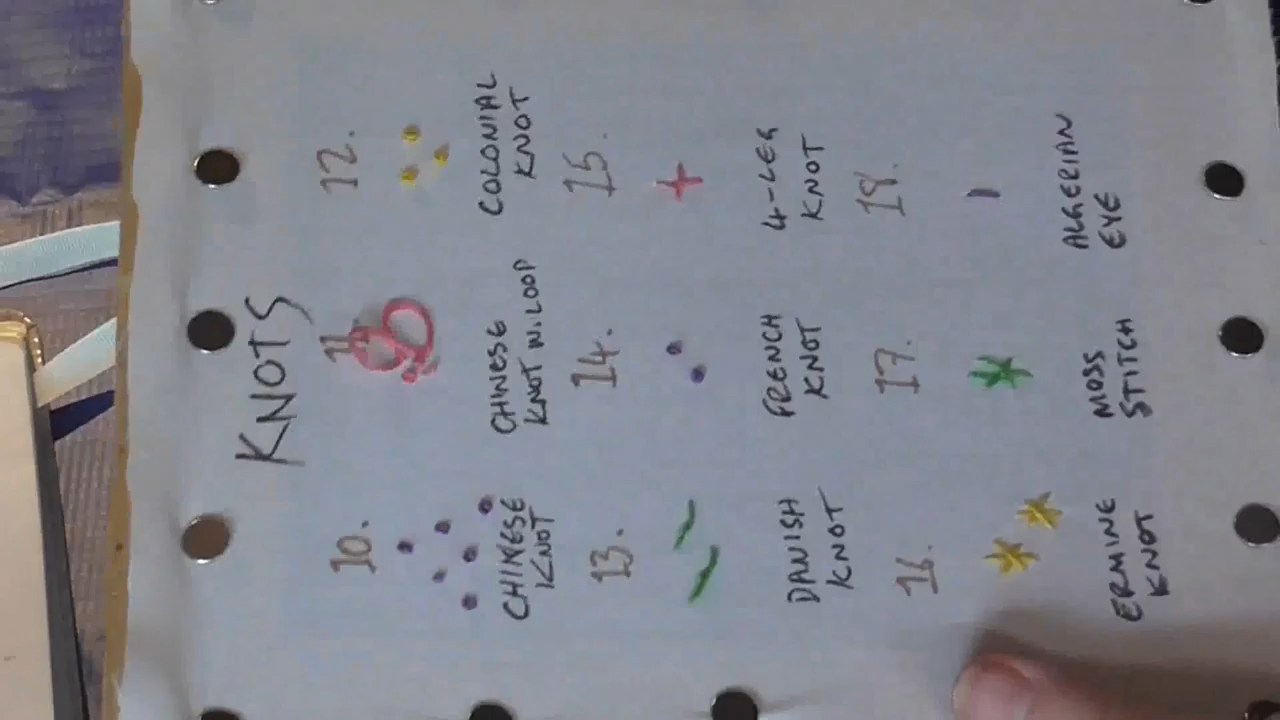 KNOTS
10.
11.
12.
CHINESE
KNOT
CHINESE
KNOT W. LOOP
COLONIAL
KNOT
13.
14.
15.
DANISH
KNOT
FRENCH
KNOT
4-LEG
KNOT
16.
17.
18.
ERMINE
KNOT
MOSS
STITCH
ALGERIAN
EYE